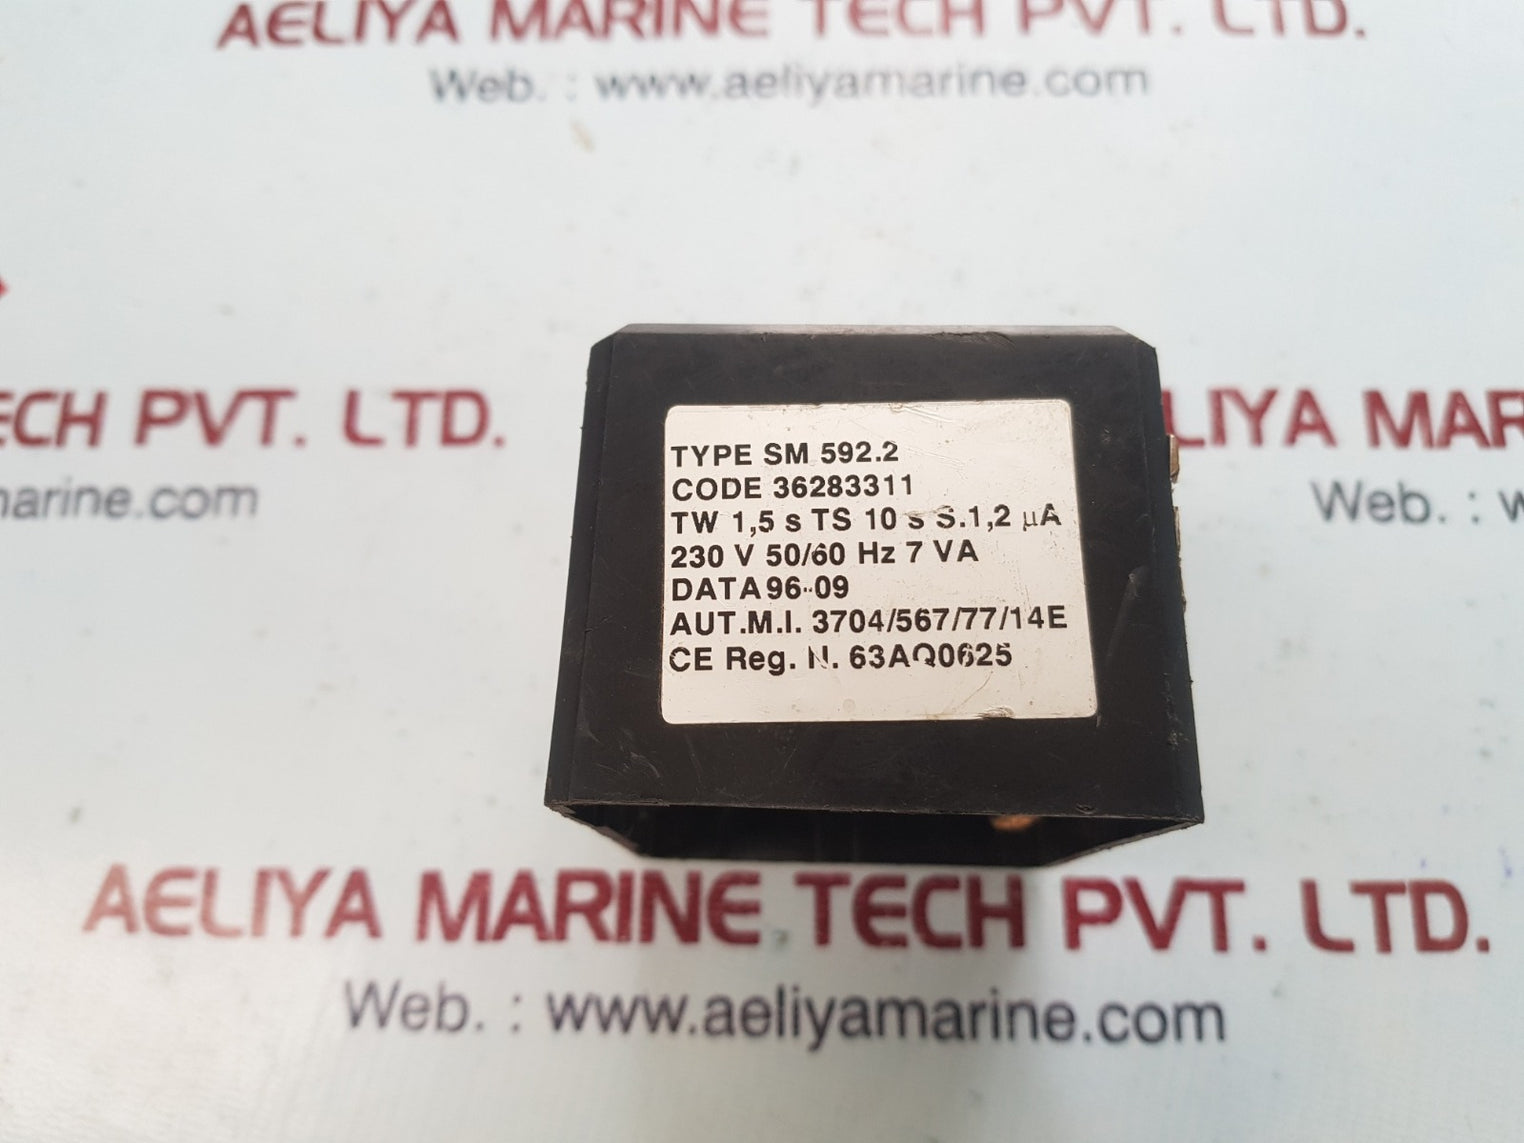 AELIYA MARINE TECH PVT. LTD.
Web. : www.aeliyamarine.com
ECH PVT. LTD.
narine.com
LIYA MAR
Web. : w
TYPE SM 592.2
CODE 36283311
TW 1,5 s TS 10 s S.1,2 µA
230 V 50/60 Hz 7 VA
DATA 96-09
AUT.M.I. 3704/567/77/14E
CE Reg. N. 63AQ0625
AELIYA MARINE TECH PVT. LTD.
Web. : www.aeliyamarine.com